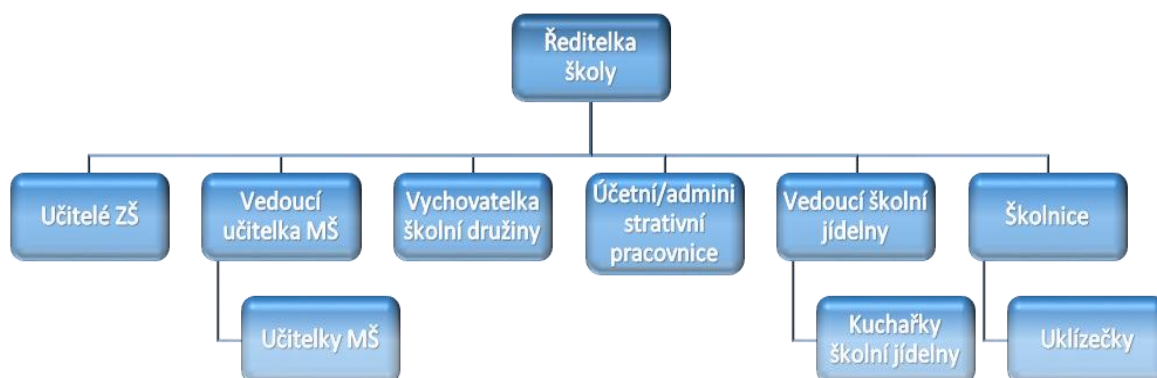 Ředitelka
školy
Učitelé ZŠ
Vedoucí
učitelka MŠ
Vychovatelka
školní družiny
Účetní/admini
strativní
pracovnice
Vedoucí školní
jídelny
Školnice
Učitelky MŠ
Kuchařky
školní jídelny
Uklízečky